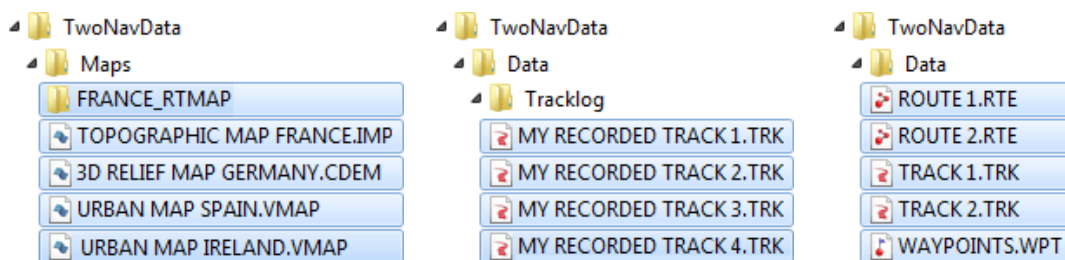 TwoNavData
Maps
FRANCE_RTMAP
TOPOGRAPHIC MAP FRANCE.IMP
3D RELIEF MAP GERMANY.CDEM
URBAN MAP SPAIN.VMAP
URBAN MAP IRELAND.VMAP
TwoNavData
Data
Tracklog
MY RECORDED TRACK 1.TRK
MY RECORDED TRACK 2.TRK
MY RECORDED TRACK 3.TRK
MY RECORDED TRACK 4.TRK
TwoNavData
Data
ROUTE 1.RTE
ROUTE 2.RTE
TRACK 1.TRK
TRACK 2.TRK
WAYPOINTS.WPT